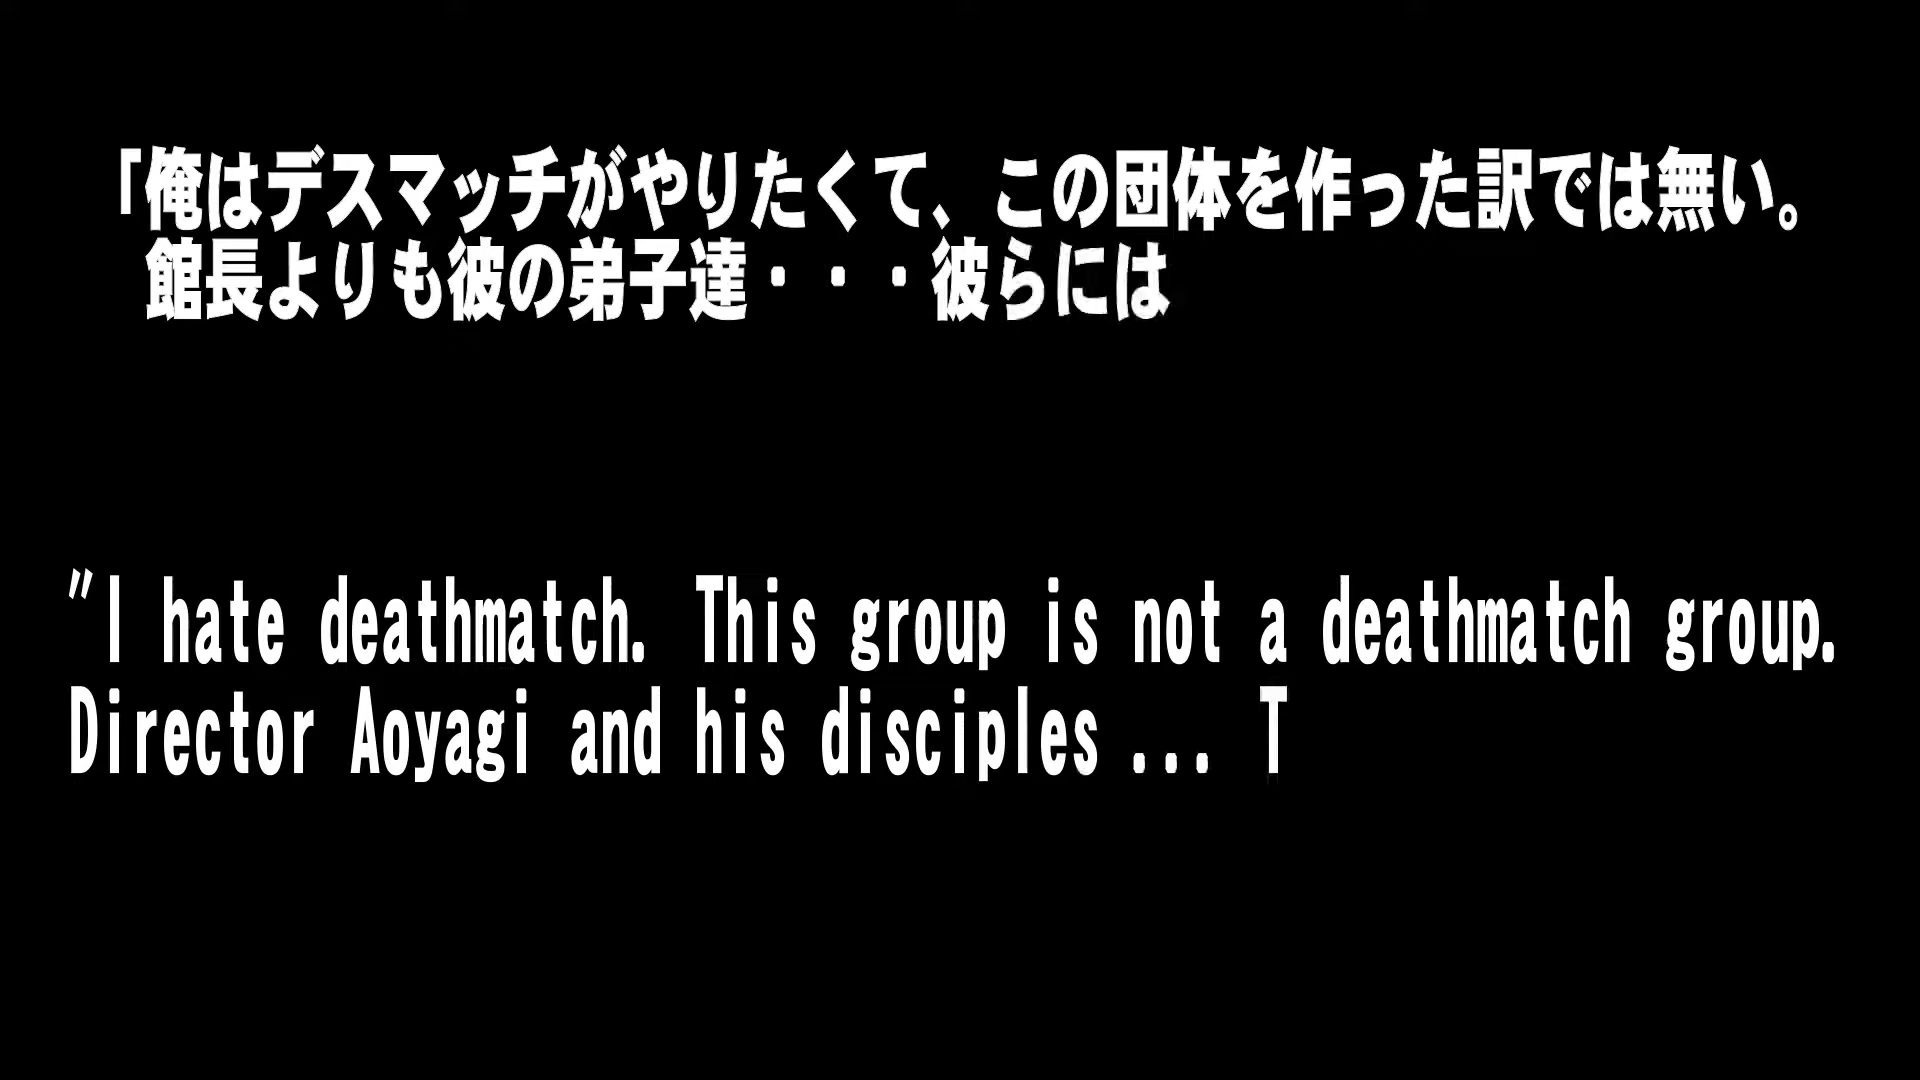 「俺はデスマッチがやりたくて、この団体を作った訳では無い。
館長よりも彼の弟子達・・・彼らには
"I hate deathmatch. This group is not a deathmatch group.
Director Aoyagi and his disciples ... T